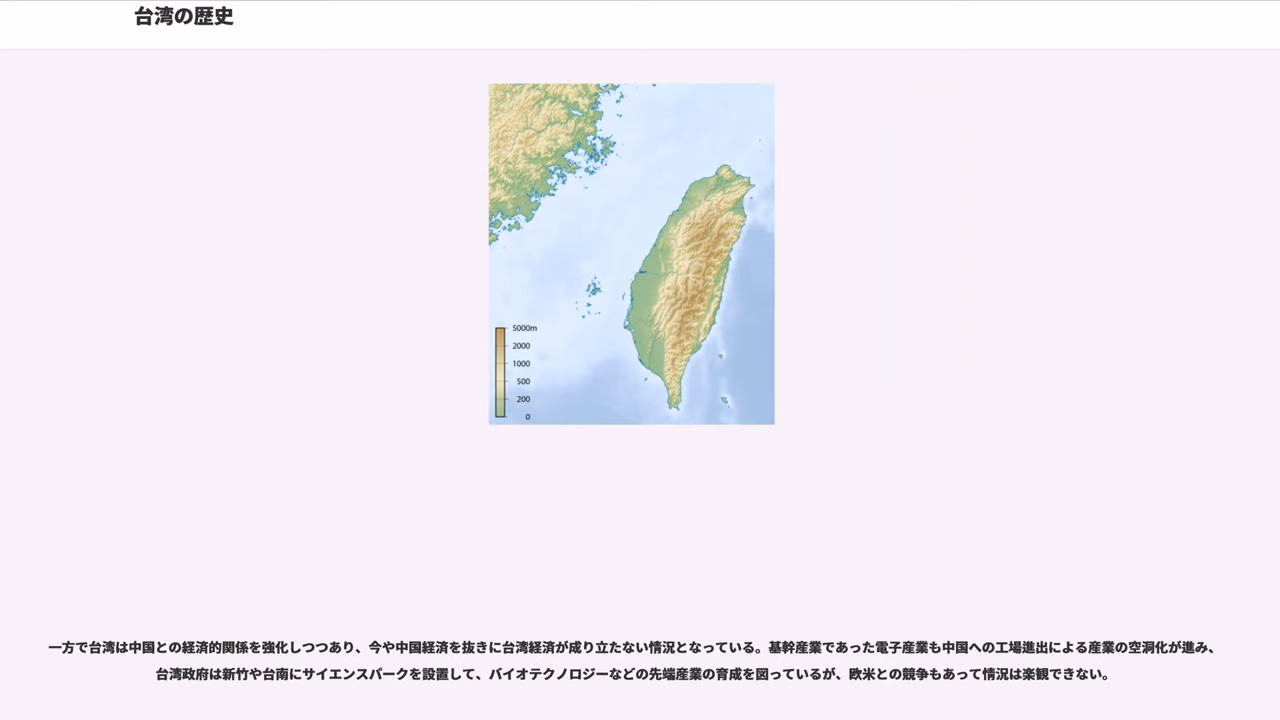 台湾の歴史
5000m
2000
1000
500
200
0
一方で台湾は中国との経済的関係を強化しつつあり、今や中国経済を抜きに台湾経済が成り立たない情況となっている。基幹産業であった電子産業も中国への工場進出による産業の空洞化が進み、
台湾政府は新竹や台南にサイエンスパークを設置して、バイオテクノロジーなどの先端産業の育成を図っているが、欧米との競争もあって情況は楽観できない。